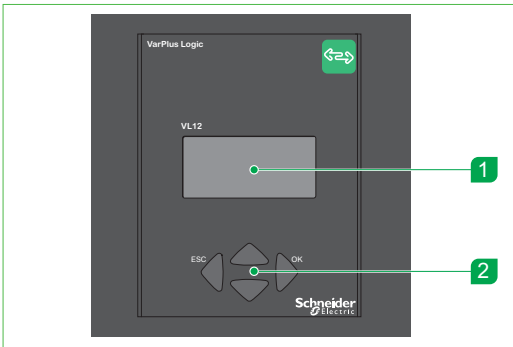 VarPlus Logic
VL12
1
ESC
OK
2
Schneider
Electric